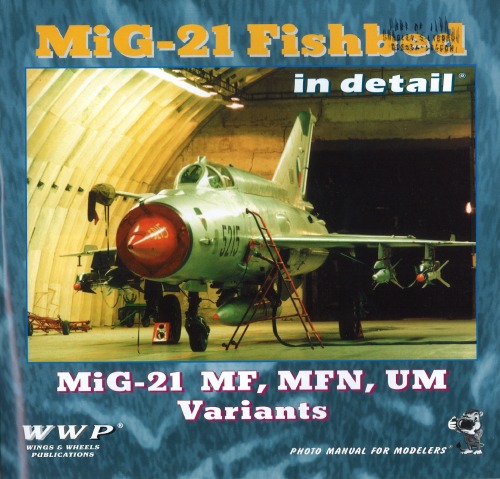 MiG-21 Fishbed
in detail®
5215
MiG-21 MF, MFN, UM
Variants
WWP®
WINGS & WHEELS
PUBLICATIONS
PHOTO MANUAL FOR MODELERS®